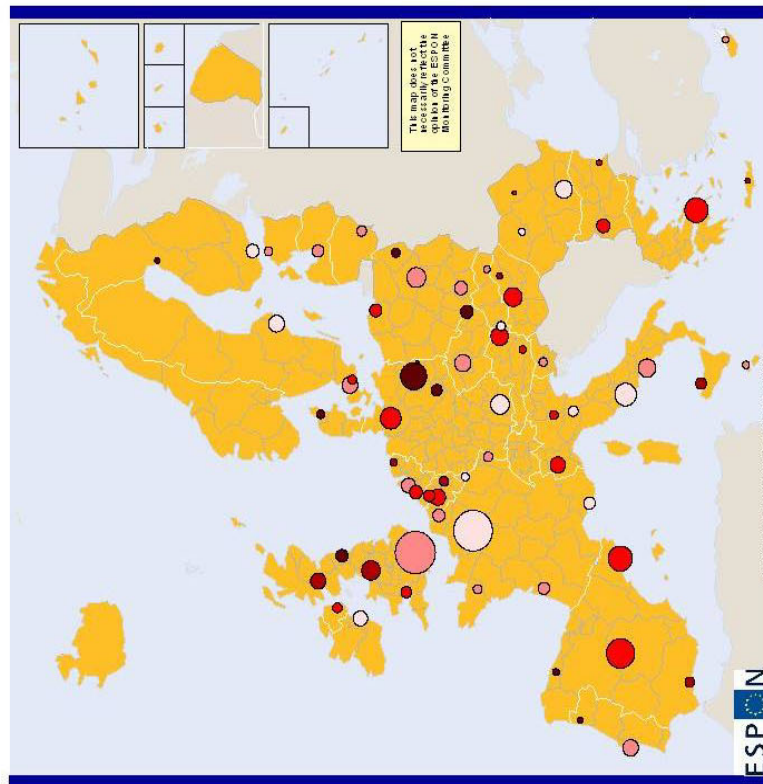 This map does not
necessarily reflect the
opinion of the ESPON
Monitoring Committee
ESPON